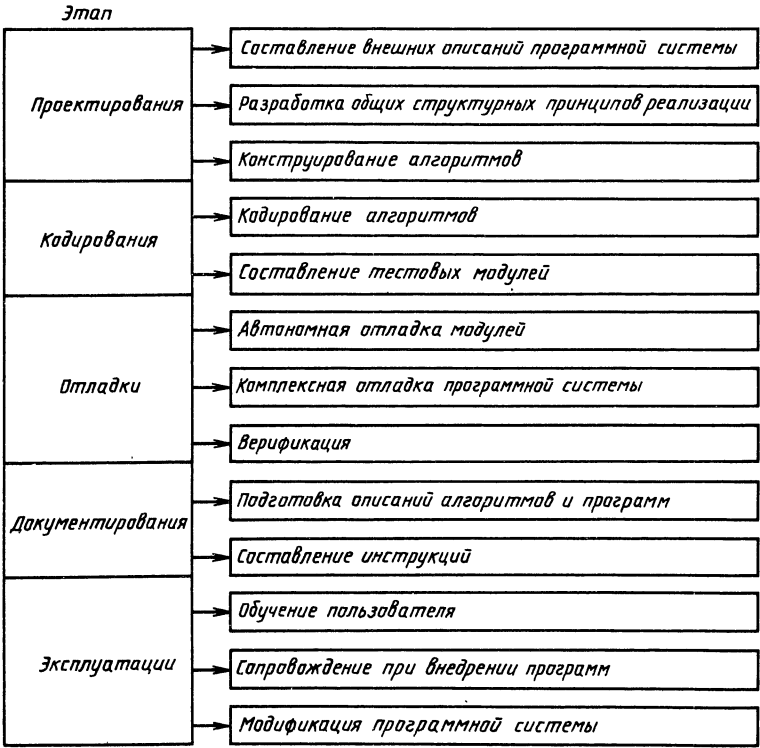 Этап
Проектирования
Составление внешних описаний программной системы
Разработка общих структурных принципов реализации
Конструирование алгоритмов
Кодирования
Кодирование алгоритмов
Составление тестовых модулей
Отладки
Автономная отладка модулей
Комплексная отладка программной системы
Верификация
Документирования
Подготовка описаний алгоритмов и программ
Составление инструкций
Эксплуатации
Обучение пользователя
Сопровождение при внедрении программ
Модификация программной системы